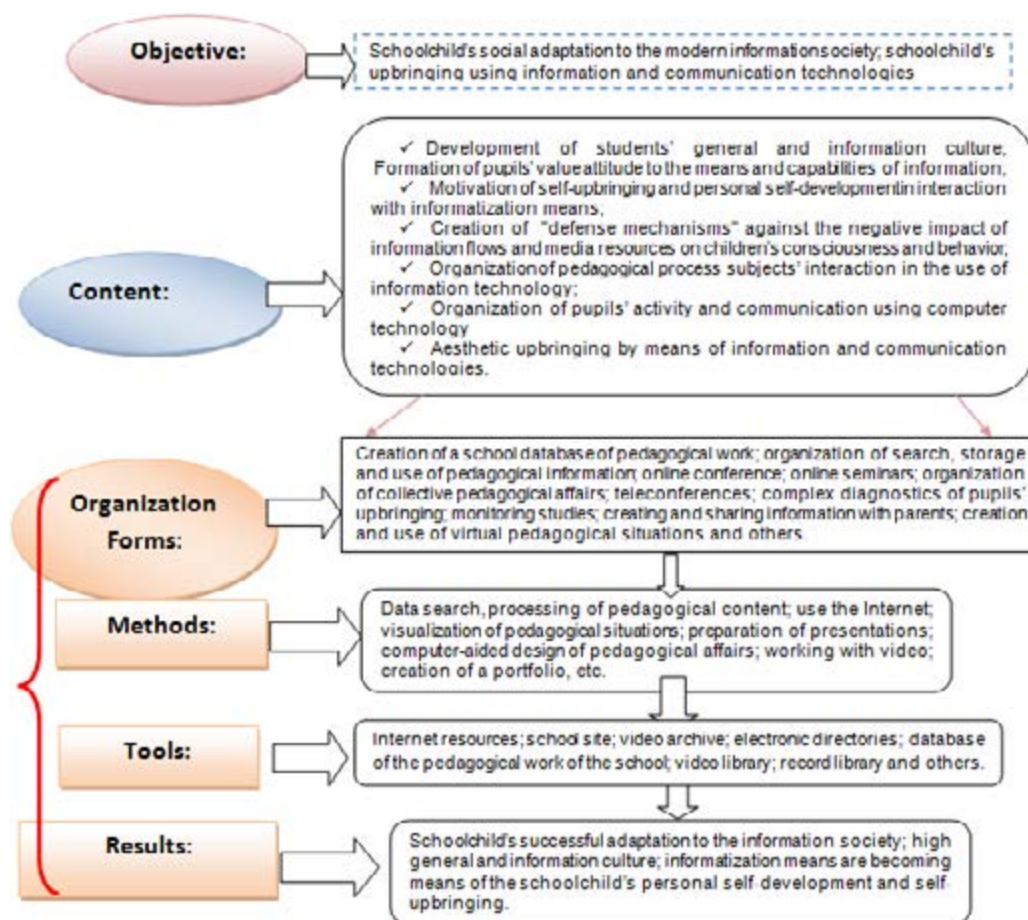 Objective:
Schoolchild's social adaptation to the modern information society; schoolchild's
upbringing using information and communication technologies
Content:
✓ Development of students' general and information culture,
Formation of pupils' value attitude to the means and capabilities of information;
✓ Motivation of self-upbringing and personal self-developmentin interaction
with informatization means;
✓ Creation of "defense mechanisms" against the negative impact of
information flows and media resources on children's consciousness and behavior;
✓ Organization of pedagogical process subjects' interaction in the use of
information technology;
✓ Organization of pupils' activity and communication using computer
technology
✓ Aesthetic upbringing by means of information and communication
technologies.
Organization
Forms:
Creation of a school database of pedagogical work; organization of search, storage
and use of pedagogical information; online conference; online seminars; organization
of collective pedagogical affairs; teleconferences; complex diagnostics of pupils'
upbringing; monitoring studies; creating and sharing information with parents; creation
and use of virtual pedagogical situations and others.
Methods:
Data search, processing of pedagogical content; use the Internet;
visualization of pedagogical situations; preparation of presentations;
computer-aided design of pedagogical affairs; working with video;
creation of a portfolio, etc.
Tools:
Internet resources; school site; video archive; electronic directories; database
of the pedagogical work of the school; video library; record library and others.
Results:
Schoolchild's successful adaptation to the information society; high
general and information culture; informatization means are becoming
means of the schoolchild's personal self-development and self-
upbringing.